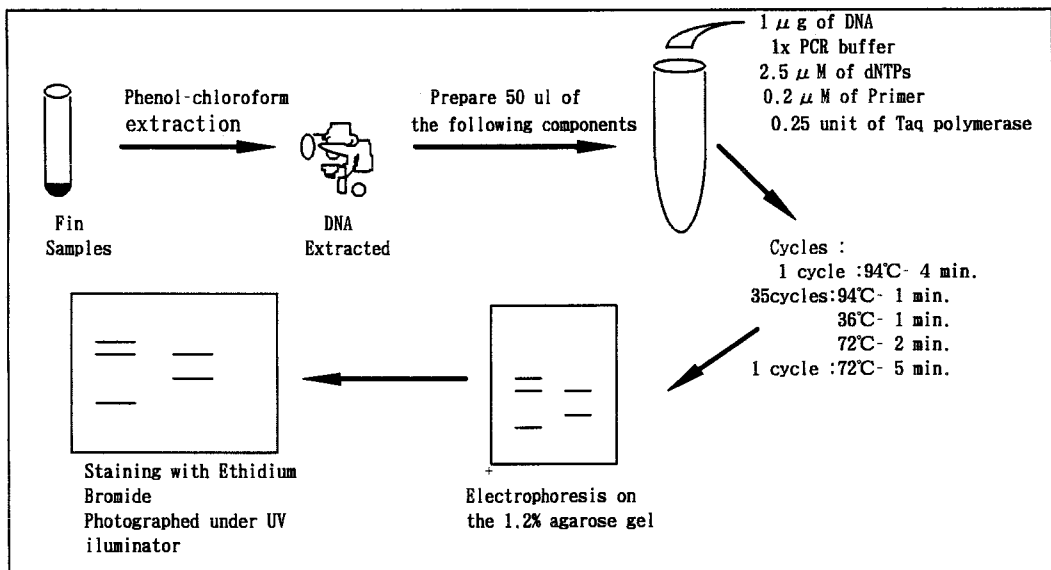 Fin
Samples
Phenol-chloroform
extraction
DNA
Extracted
Prepare 50 ul of
the following components
1 μg of DNA
1x PCR buffer
2.5 μM of dNTPs
0.2 μM of Primer
0.25 unit of Taq polymerase
Cycles :
1 cycle :94℃- 4 min.
35cycles:94℃- 1 min.
36℃- 1 min.
72℃- 2 min.
1 cycle :72℃- 5 min.
Electrophoresis on
the 1.2% agarose gel
Staining with Ethidium
Bromide
Photographed under UV
iluminator